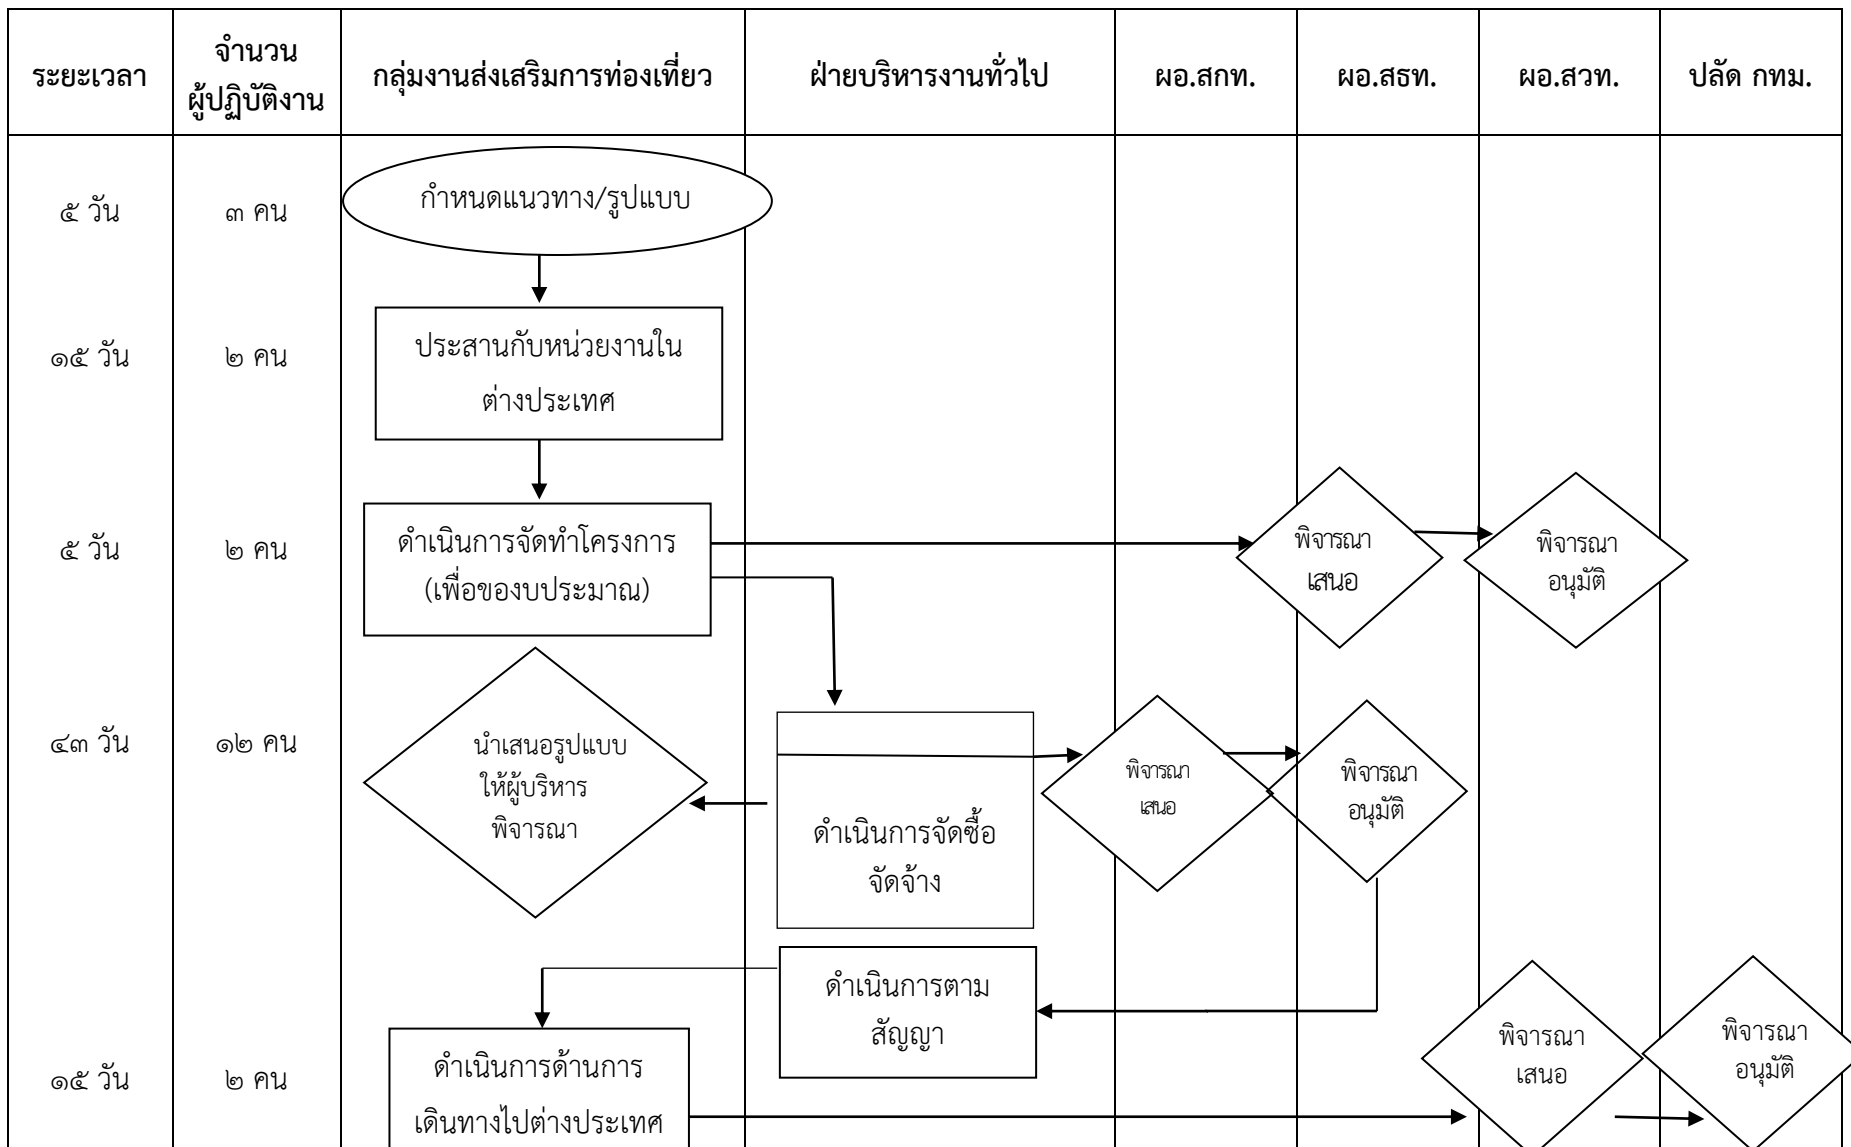 ระยะเวลา
จำนวน
ผู้ปฏิบัติงาน
กลุ่มงานส่งเสริมการท่องเที่ยว
ฝ่ายบริหารงานทั่วไป
ผอ.สกท.
ผอ.สธท.
ผอ.สวท.
ปลัด กทม.
๕ วัน
๓ คน
กำหนดแนวทาง/รูปแบบ
๑๕ วัน
๒ คน
ประสานกับหน่วยงานใน
ต่างประเทศ
๕ วัน
๒ คน
ดำเนินการจัดทำโครงการ
(เพื่อของบประมาณ)
พิจารณา
เสนอ
พิจารณา
อนุมัติ
๔๓ วัน
๑๒ คน
นำเสนอรูปแบบ
ให้ผู้บริหาร
พิจารณา
ดำเนินการจัดซื้อ
จัดจ้าง
พิจารณา
เสนอ
พิจารณา
อนุมัติ
ดำเนินการตาม
สัญญา
๑๕ วัน
๒ คน
ดำเนินการด้านการ
เดินทางไปต่างประเทศ
พิจารณา
เสนอ
พิจารณา
อนุมัติ